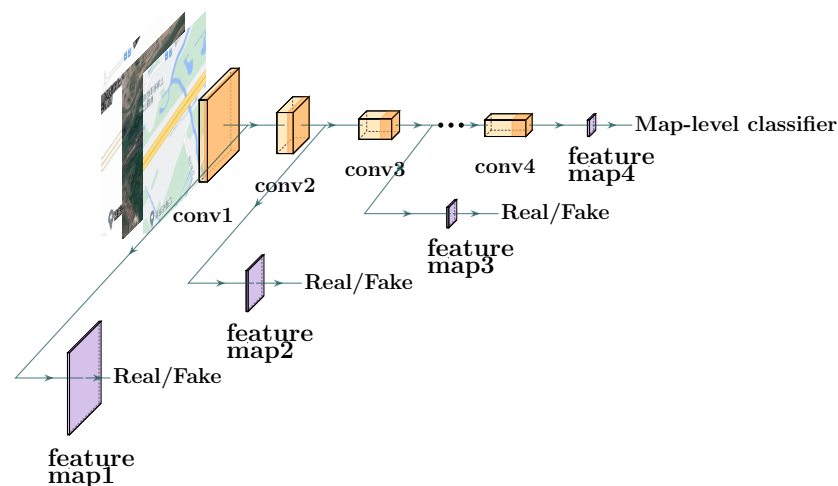 Map-level classifier
conv1
conv2
conv3
conv4
feature
map4
Real/Fake
feature
map3
Real/Fake
feature
map2
Real/Fake
feature
map1